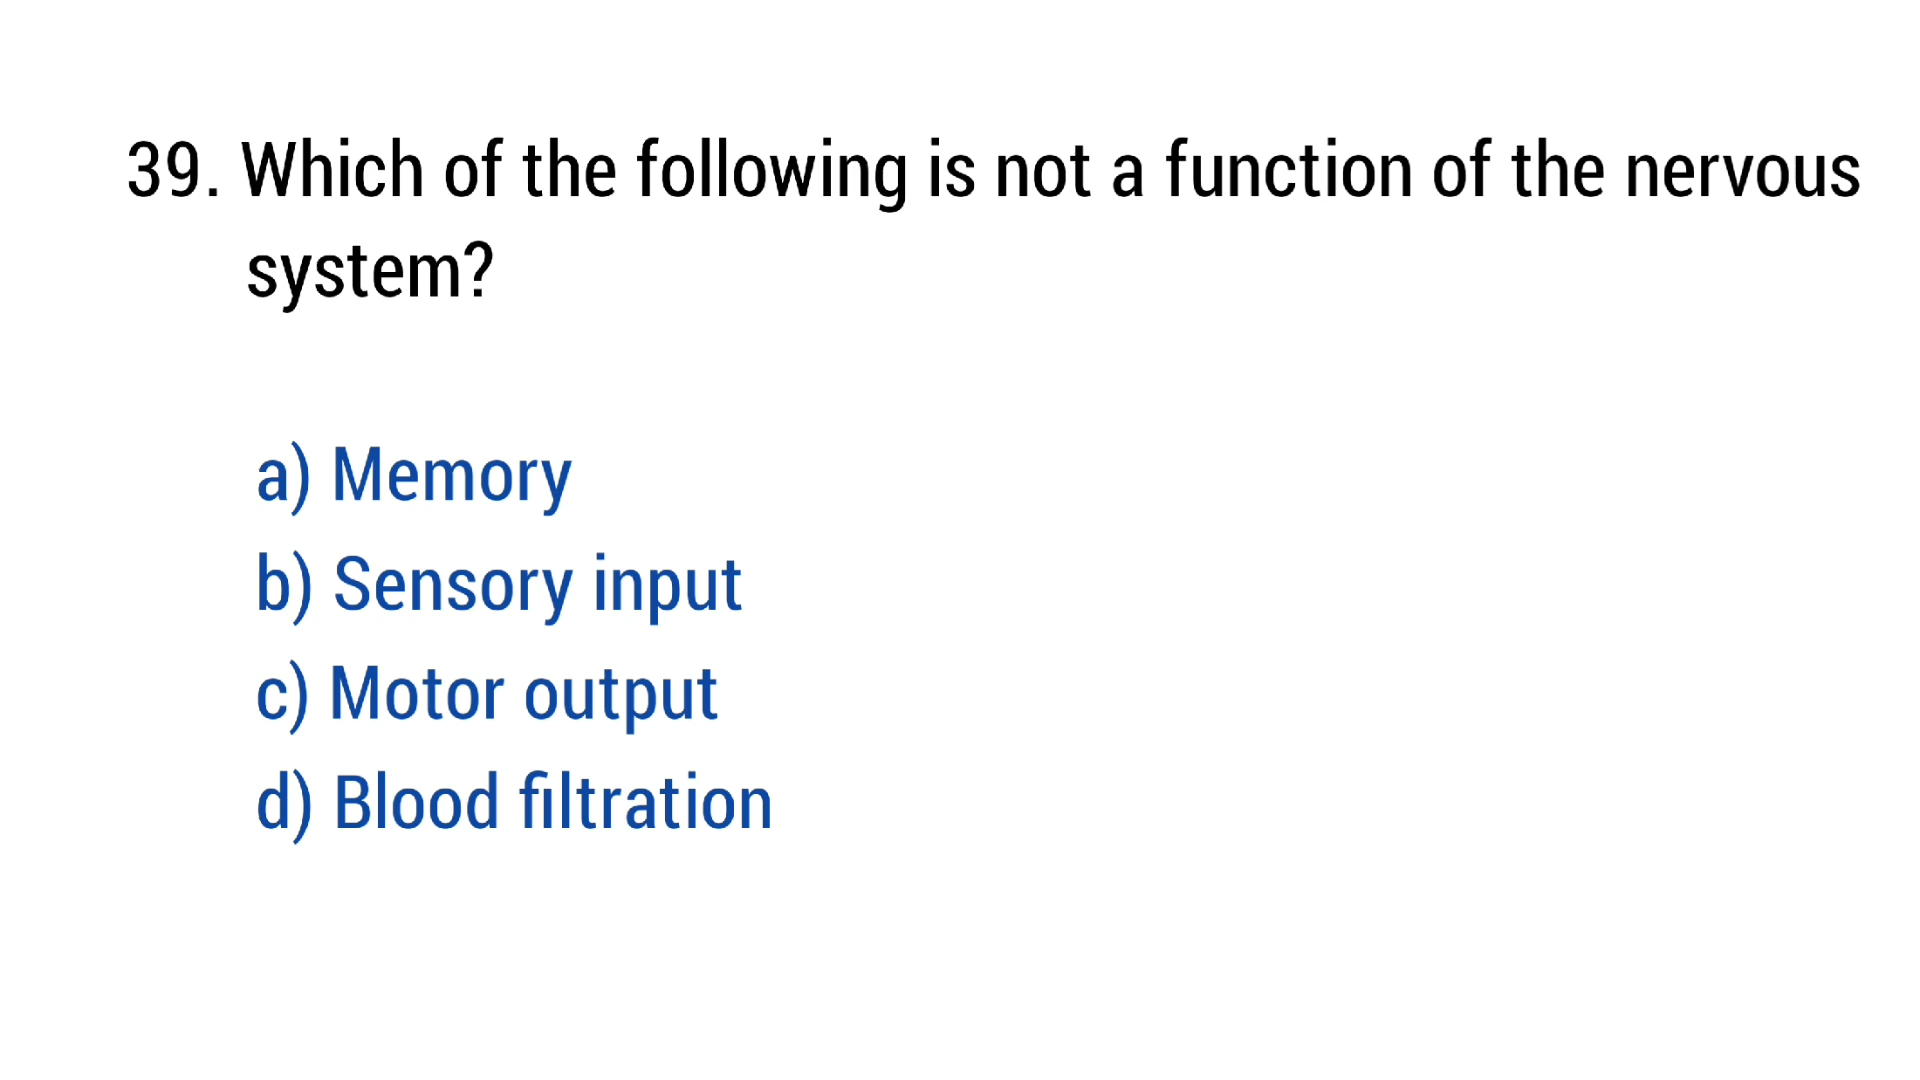 39. Which of the following is not a function of the nervous
system?
a) Memory
b) Sensory input
c) Motor output
d) Blood filtration